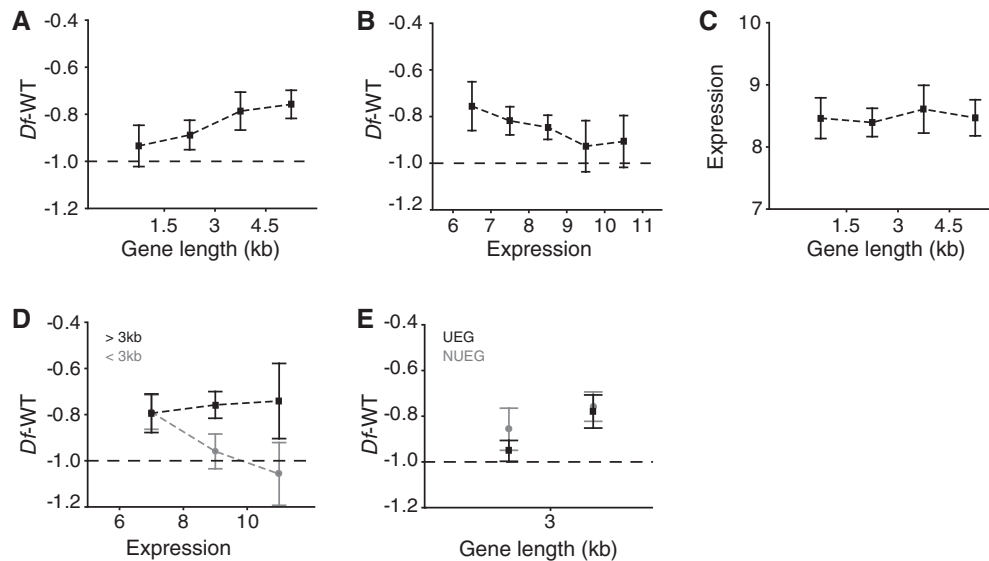 A
Df-WT
-0.4
-0.6
-0.8
-1.0
-1.2
1.5 3 4.5
Gene length (kb)
B
Df-WT
-0.4
-0.6
-0.8
-1.0
-1.2
6 7 8 9 10 11
Expression
C
Expression
10
9
8
7
1.5 3 4.5
Gene length (kb)
D
Df-WT
-0.4
-0.6
-0.8
-1.0
-1.2
> 3kb
< 3kb
6 8 10
Expression
E
Df-WT
-0.4
-0.6
-0.8
-1.0
-1.2
UEG
NUEG
3
Gene length (kb)